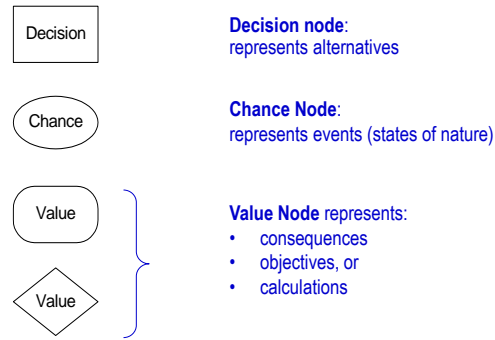 Decision
Decision node:
represents alternatives
Chance
Chance Node:
represents events (states of nature)
Value
Value Node represents:
• consequences
• objectives, or
• calculations
Value